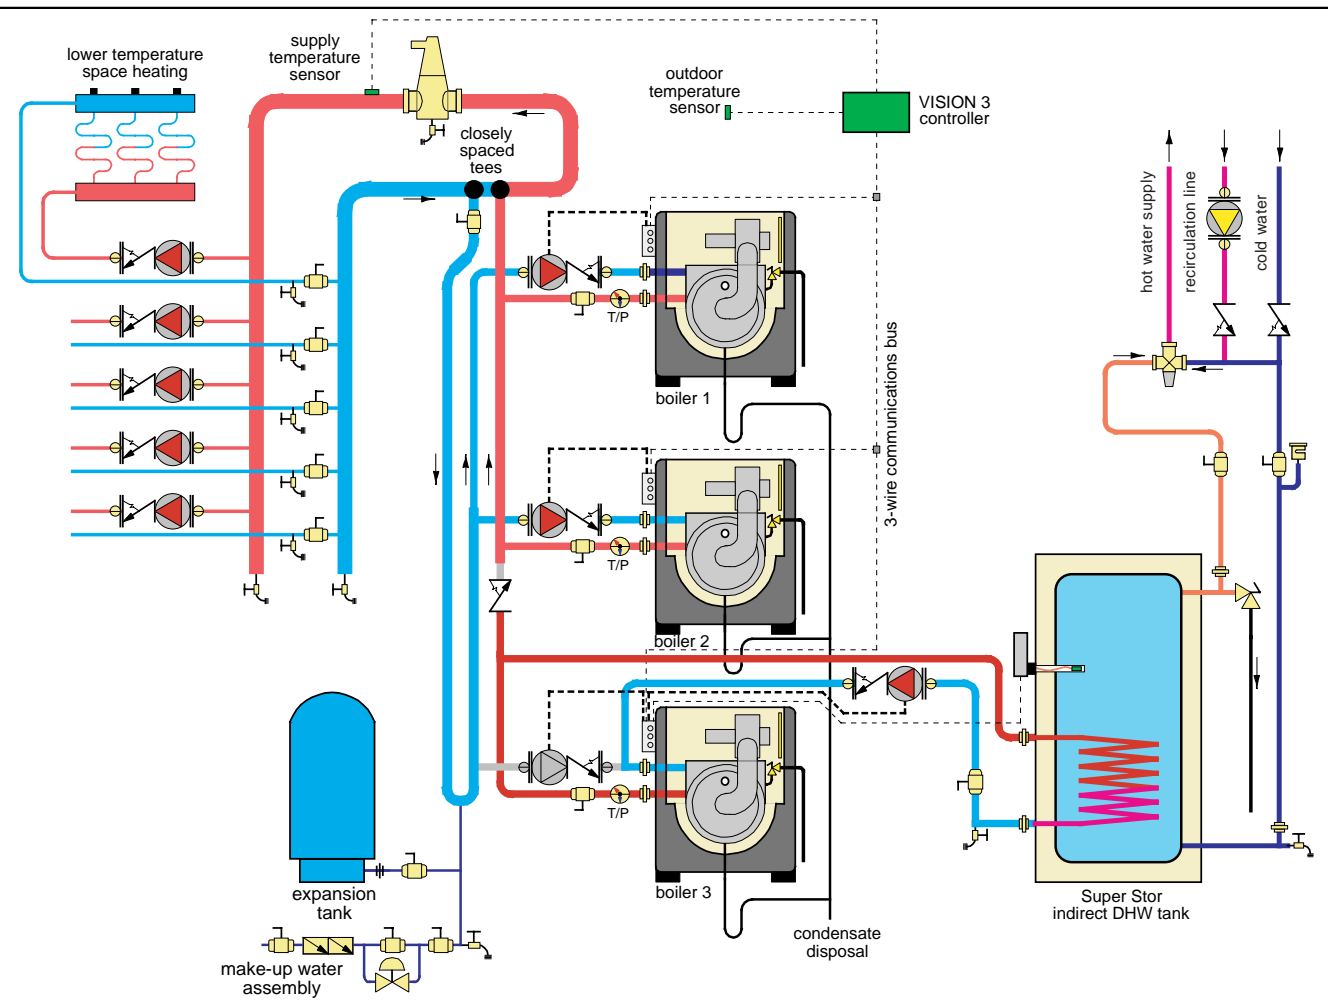 lower temperature
space heating
supply
temperature
sensor
outdoor
temperature
sensor
VISION 3
controller
closely
spaced
tees
hot water supply
recirculation line
cold water
3-wire communications bus
T/P
boiler 1
T/P
boiler 2
T/P
boiler 3
expansion
tank
make-up water
assembly
condensate
disposal
Super Stor
indirect DHW tank